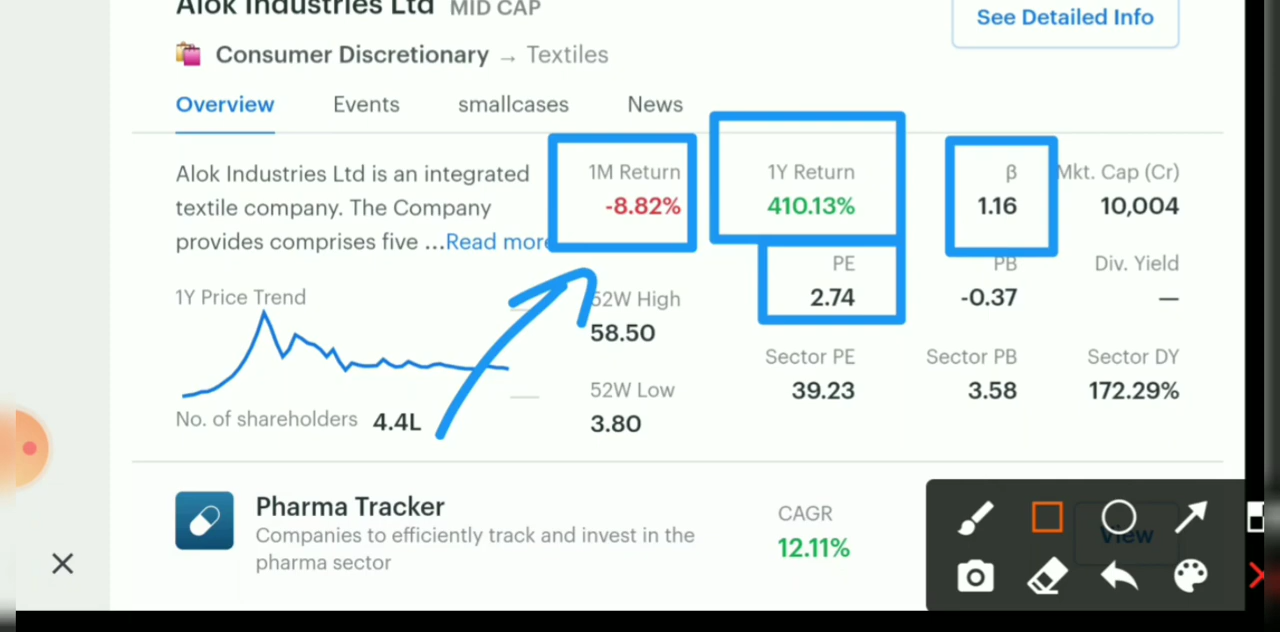 Alok Industries Ltd MID CAP
See Detailed Info
Consumer Discretionary → Textiles
Overview Events smallcases News
Alok Industries Ltd is an integrated
textile company. The Company
provides comprises five ...Read more
1M Return
-8.82%
1Y Return
410.13%
β
1.16
Mkt. Cap (Cr)
10,004
PE
2.74
PB
-0.37
Div. Yield
—
1Y Price Trend
52W High
58.50
Sector PE
39.23
Sector PB
3.58
Sector DY
172.29%
52W Low
3.80
No. of shareholders 4.4L
Pharma Tracker
Companies to efficiently track and invest in the
pharma sector
CAGR
12.11%
View